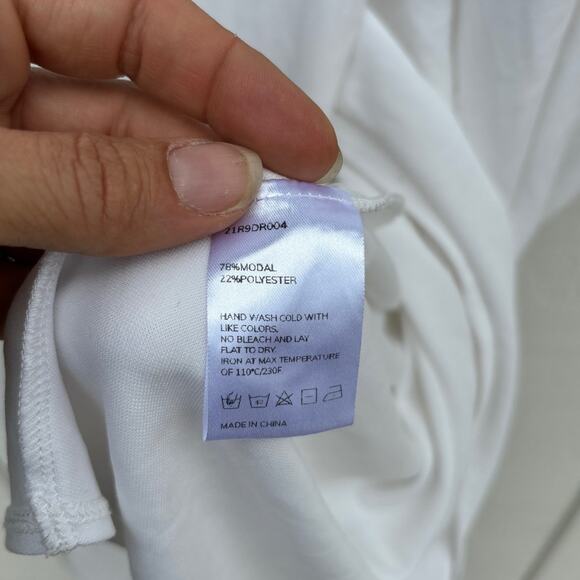 21R9DR004
78%MODAL
22%POLYESTER
HAND WASH COLD WITH
LIKE COLORS,
NO BLEACH AND LAY
FLAT TO DRY.
IRON AT MAX TEMPERATURE
OF 110°C/230F
MADE IN CHINA